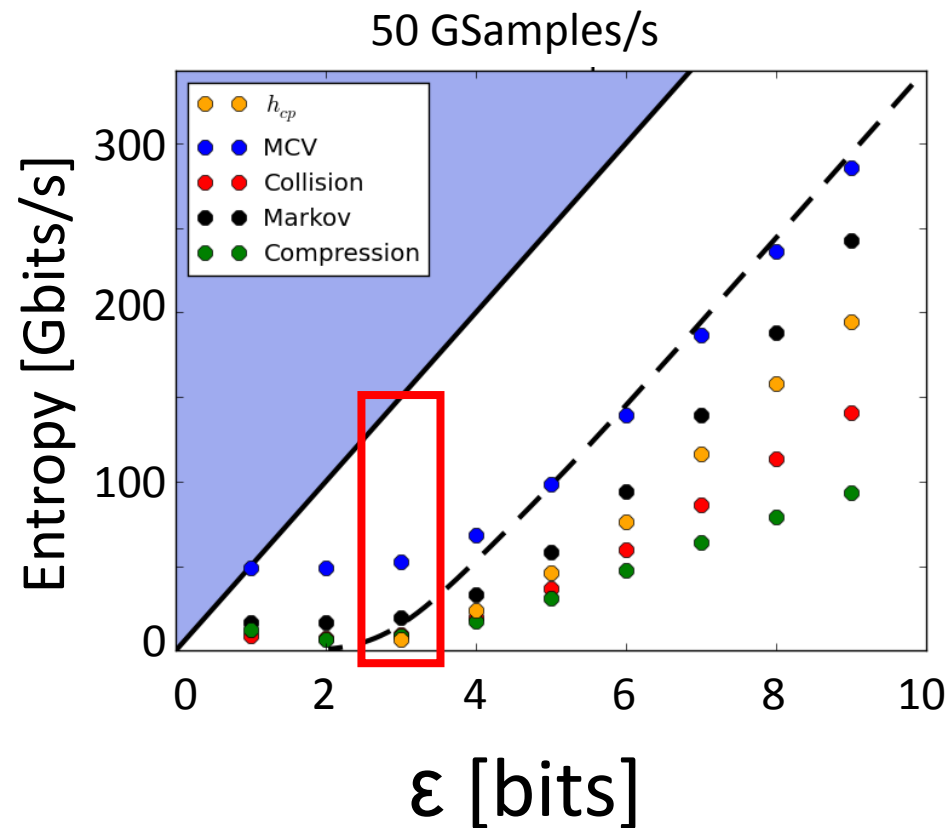 50 GSamples/s
h_cp
MCV
Collision
Markov
Compression
Entropy [Gbits/s]
300
200
100
0
0 2 4 6 8 10
ε [bits]